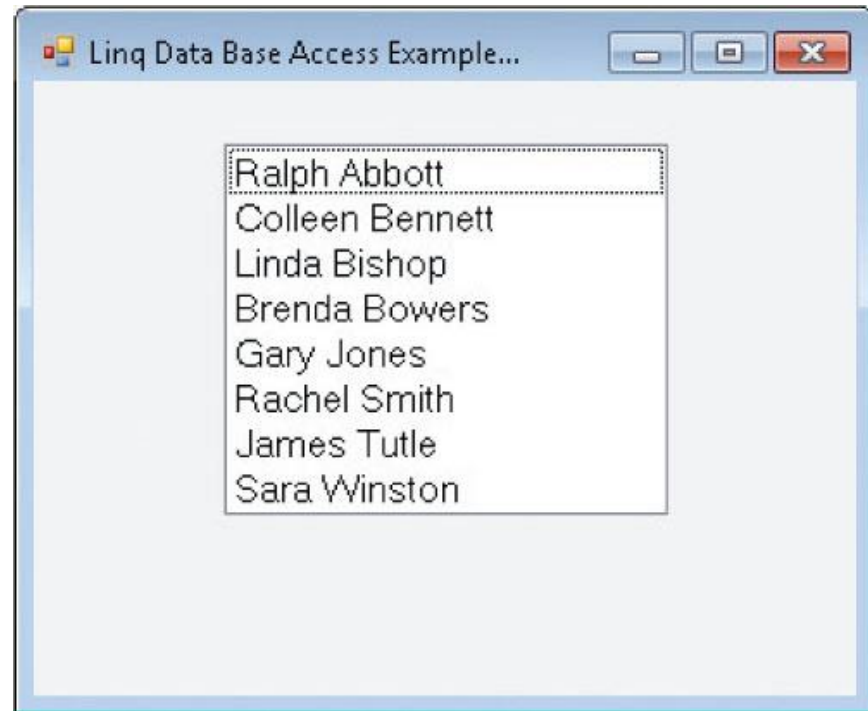 Linq Data Base Access Example...
Ralph Abbott
Colleen Bennett
Linda Bishop
Brenda Bowers
Gary Jones
Rachel Smith
James Tutle
Sara Winston